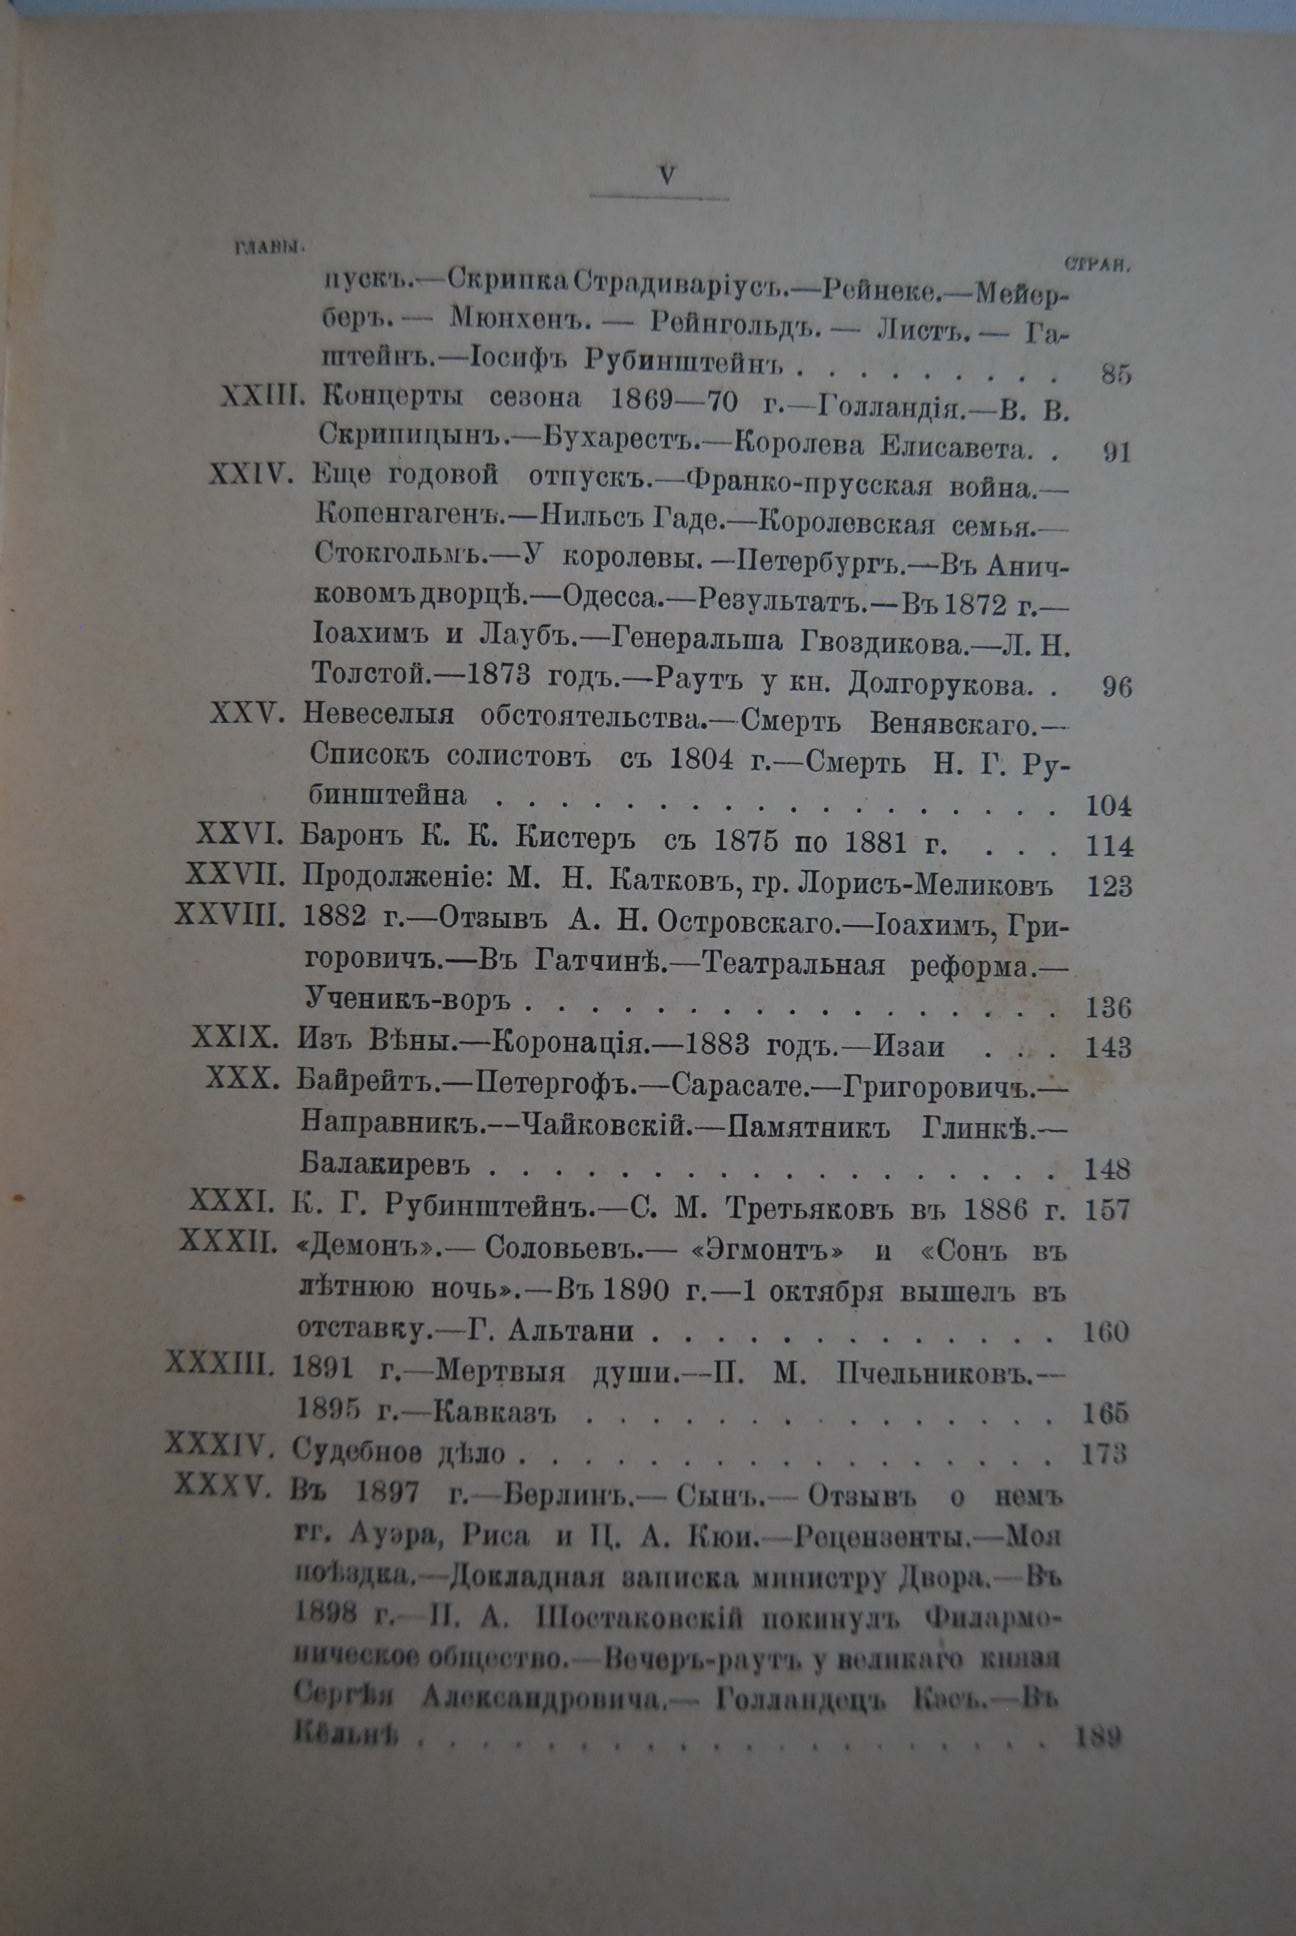 V
ГЛАВЫ.
СТРАН.
пускъ.—Скрипка Страдиваріусъ.—Рейнеке.—Мейер-
беръ. — Мюнхенъ. — Рейнгольдъ. — Листъ. — Га-
штейнъ.—Іосифъ Рубинштейнъ . . . . . . . . . 85
XXIII. Концерты сезона 1869—70 г.—Голландія.—В. В.
Скрипицынъ.—Бухарестъ.—Королева Елисавета. . 91
XXIV. Еще годовой отпускъ.—Франко-прусская война.—
Копенгагенъ.—Нильсъ Гаде.—Королевская семья.—
Стокгольмъ.—У королевы.—Петербургъ.—Въ Анич-
ковомъ дворцѣ.—Одесса.—Результатъ.—Въ 1872 г.—
Іоахимъ и Лаубъ.—Генеральша Гвоздикова.—Л. Н.
Толстой.—1873 годъ.—Раутъ у кн. Долгорукова. . 96
XXV. Невеселыя обстоятельства.—Смерть Венявскаго.—
Списокъ солистовъ съ 1804 г.—Смерть Н. Г. Ру-
бинштейна . . . . . . . . . . . . . . . . . . 104
XXVI. Баронъ К. К. Кистеръ съ 1875 по 1881 г. . . . 114
XXVII. Продолженіе: М. Н. Катковъ, гр. Лорисъ-Меликовъ 123
XXVIII. 1882 г.—Отзывъ А. Н. Островскаго.—Іоахимъ, Гри-
горовичъ.—Въ Гатчинѣ.—Театральная реформа.—
Ученикъ-воръ . . . . . . . . . . . . . . . . . 136
XXIX. Изъ Вѣны.—Коронація.—1883 годъ.—Изаи . . . 143
XXX. Байрейтъ.—Петергофъ.—Сарасате.—Григоровичъ.—
Направникъ.—Чайковскій.—Памятникъ Глинкѣ.—
Балакиревъ . . . . . . . . . . . . . . . . . . 148
XXXI. К. Г. Рубинштейнъ.—С. М. Третьяковъ въ 1886 г. 157
XXXII. «Демонъ».— Соловьевъ.— «Эгмонтъ» и «Сонъ въ
лѣтнюю ночь».—Въ 1890 г.—1 октября вышелъ въ
отставку.—Г. Альтани . . . . . . . . . . . . . 160
XXXIII. 1891 г.—Мертвыя души.—П. М. Пчельниковъ.—
1895 г.—Кавказъ . . . . . . . . . . . . . . . 165
XXXIV. Судебное дѣло . . . . . . . . . . . . . . . . . 173
XXXV. Въ 1897 г.—Берлинъ.— Сынъ.— Отзывъ о немъ
гг. Ауэра, Риса и Ц. А. Кюи.—Рецензенты.—Моя
поѣздка.—Докладная записка министру Двора.—Въ
1898 г.—П. А. Шостаковскій покинулъ Филармо-
ническое общество.—Вечеръ-раутъ у великаго князя
Сергѣя Александровича.— Голландецъ Кесъ.—Въ
Кёльнѣ . . . . . . . . . . . . . . . . . . . . 189